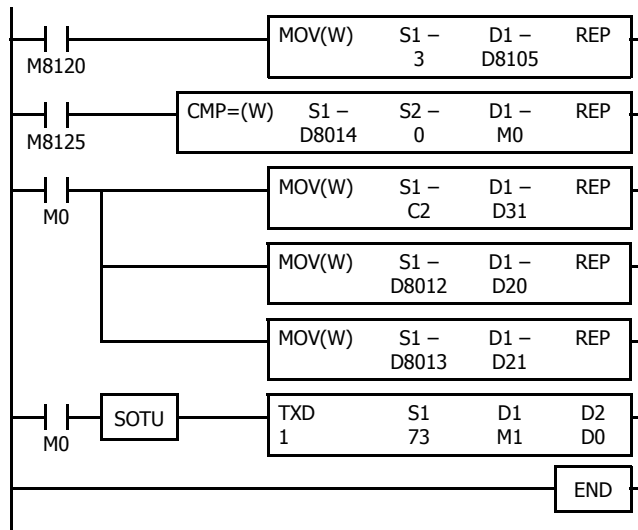 MOV(W) S1 – D1 – REP
3 D8105
M8120
CMP=(W) S1 – S2 – D1 – REP
D8014 0 M0
M8125
MOV(W) S1 – D1 – REP
C2 D31
M0
MOV(W) S1 – D1 – REP
D8012 D20
MOV(W) S1 – D1 – REP
D8013 D21
SOTU TXD S1 D1 D2
1 73 M1 D0
M0
END